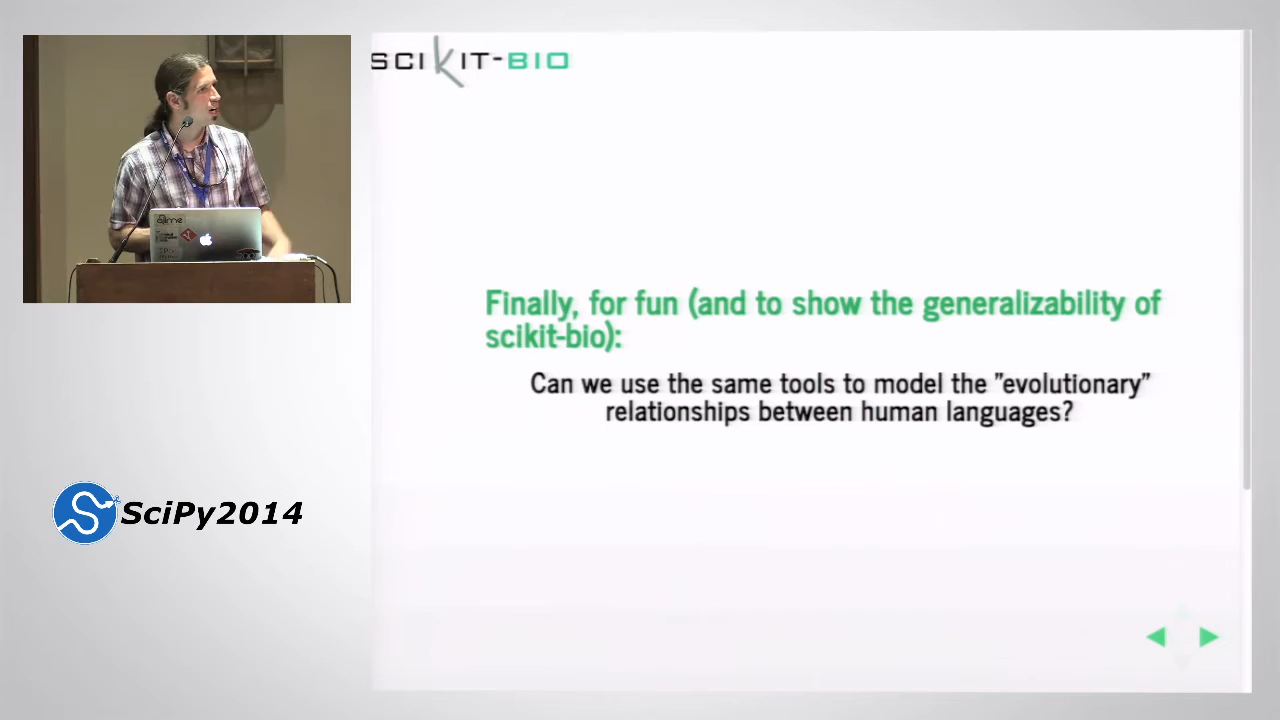 SCIKIT-BIO
Finally, for fun (and to show the generalizability of
scikit-bio):
Can we use the same tools to model the "evolutionary"
relationships between human languages?
SciPy2014